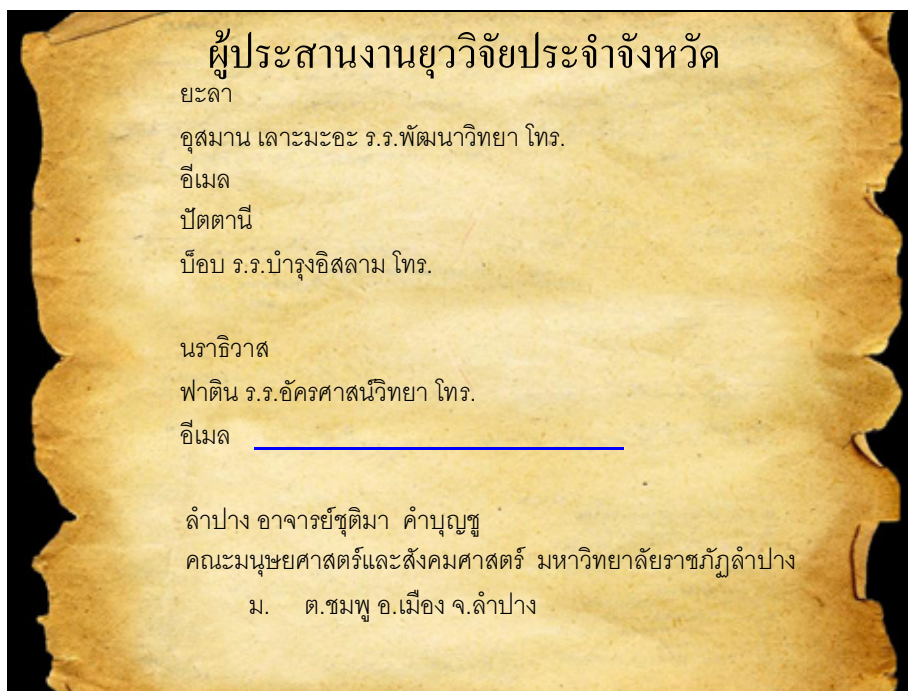 ผู้ประสานงานยุววิจัยประจำจังหวัด
ยะลา
อุสมาน เลาะมะอะ ร.ร.พัฒนาวิทยา โทร.
อีเมล
ปัตตานี
บ็อบ ร.ร.บำรุงอิสลาม โทร.
นราธิวาส
ฟาติน ร.ร.อัครศาสน์วิทยา โทร.
อีเมล
ลำปาง อาจารย์ชุติมา คำบุญชู
คณะมนุษยศาสตร์และสังคมศาสตร์ มหาวิทยาลัยราชภัฏลำปาง
ม. ต.ชมพู อ.เมือง จ.ลำปาง